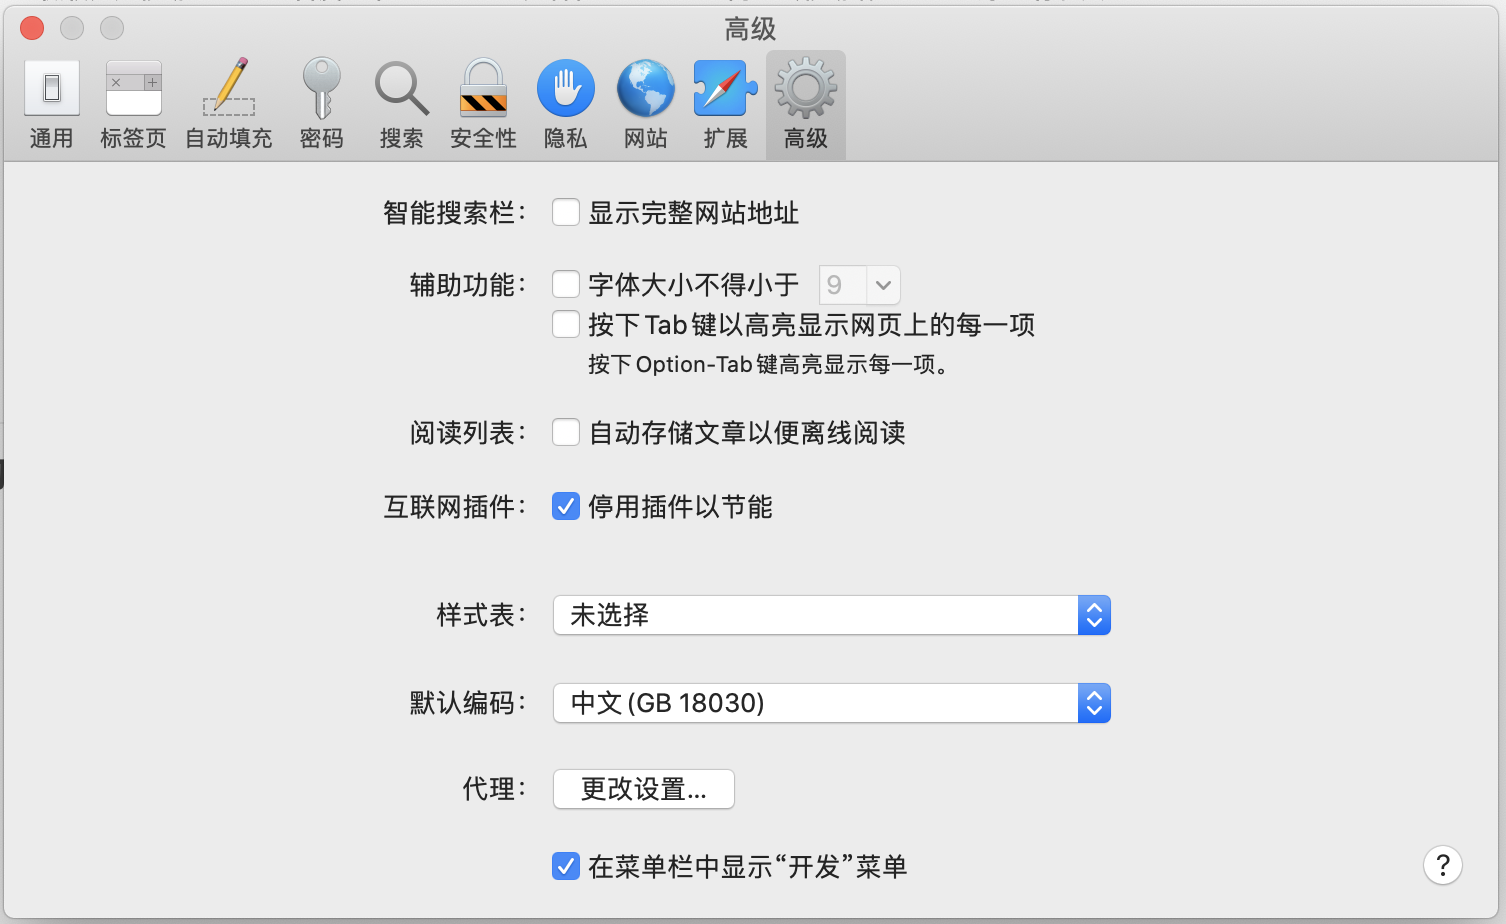 高级
通用 标签页 自动填充 密码 搜索 安全性 隐私 网站 扩展 高级
智能搜索栏： 显示完整网站地址
辅助功能： 字体大小不得小于 9
按下 Tab 键以高亮显示网页上的每一项
按下 Option-Tab 键高亮显示每一项。
阅读列表： 自动存储文章以便离线阅读
互联网插件： 停用插件以节能
样式表： 未选择
默认编码： 中文 (GB 18030)
代理： 更改设置...
在菜单栏中显示“开发”菜单
?